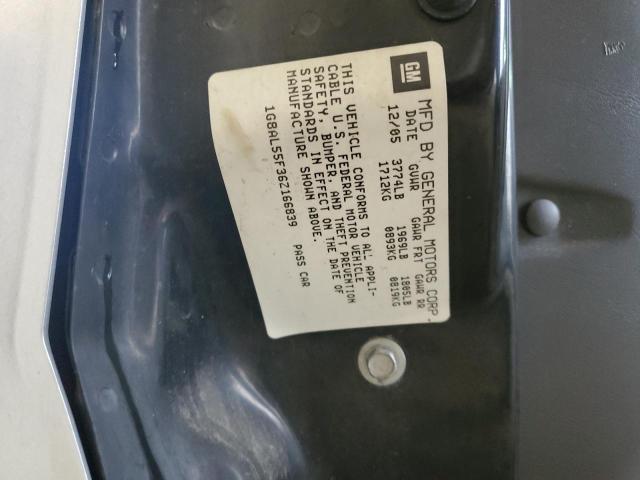 GM
MFD BY GENERAL MOTORS CORP.
DATE GVWR GAWR FRT GAWR RR
12/05 3774LB 1969LB 1805LB
1712KG 0893KG 0819KG
THIS VEHICLE CONFORMS TO ALL APPLI-
CABLE U.S. FEDERAL MOTOR VEHICLE
SAFETY, BUMPER, AND THEFT PREVENTION
STANDARDS IN EFFECT ON THE DATE OF
MANUFACTURE SHOWN ABOVE.
1G8AL55F36Z166839 PASS CAR